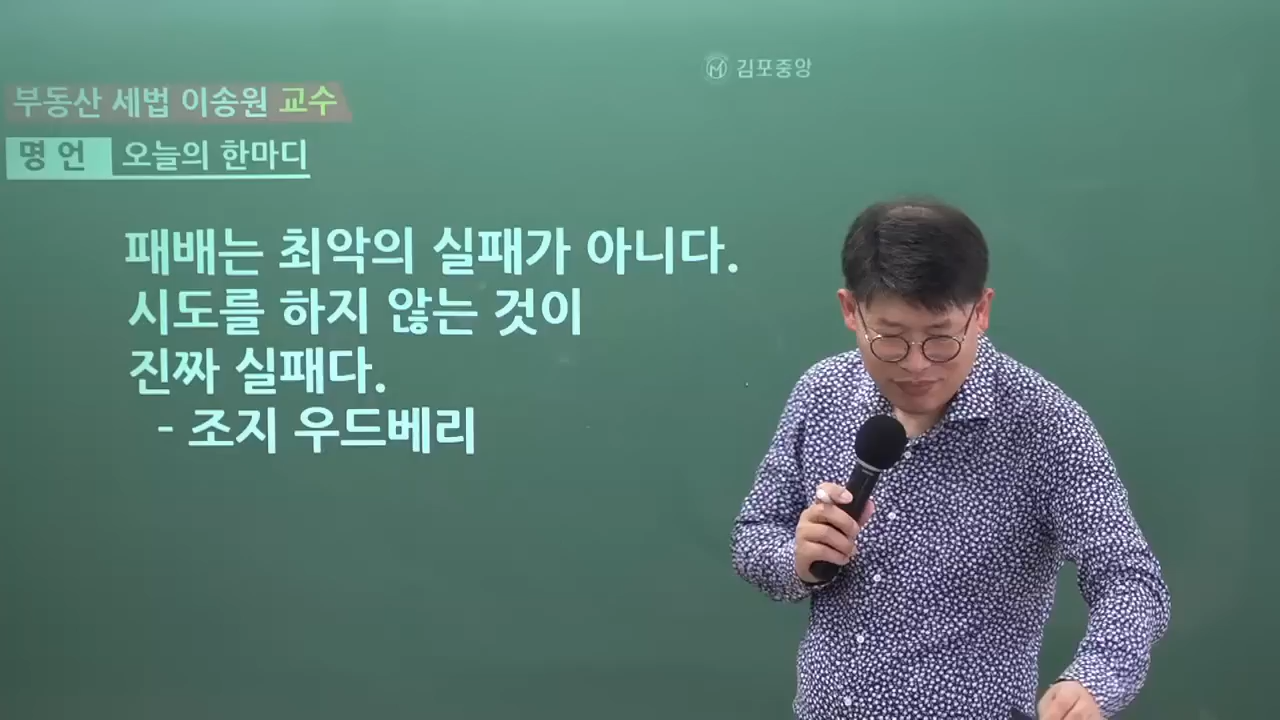 김포중앙
부동산 세법 이송원 교수
명 언 오늘의 한마디
패배는 최악의 실패가 아니다.
시도를 하지 않는 것이
진짜 실패다.
- 조지 우드베리